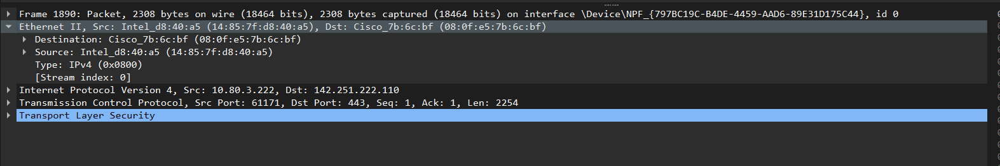 Frame 1890: Packet, 2308 bytes on wire (18464 bits), 2308 bytes captured (18464 bits) on interface \Device\NPF_{797BC19C-B4DE-4459-AAD6-89E31D175C44}, id 0
Ethernet II, Src: Intel_d8:40:a5 (14:85:7f:d8:40:a5), Dst: Cisco_7b:6c:bf (08:0f:e5:7b:6c:bf)
Destination: Cisco_7b:6c:bf (08:0f:e5:7b:6c:bf)
Source: Intel_d8:40:a5 (14:85:7f:d8:40:a5)
Type: IPv4 (0x0800)
[Stream index: 0]
Internet Protocol Version 4, Src: 10.80.3.222, Dst: 142.251.222.110
Transmission Control Protocol, Src Port: 61171, Dst Port: 443, Seq: 1, Ack: 1, Len: 2254
Transport Layer Security